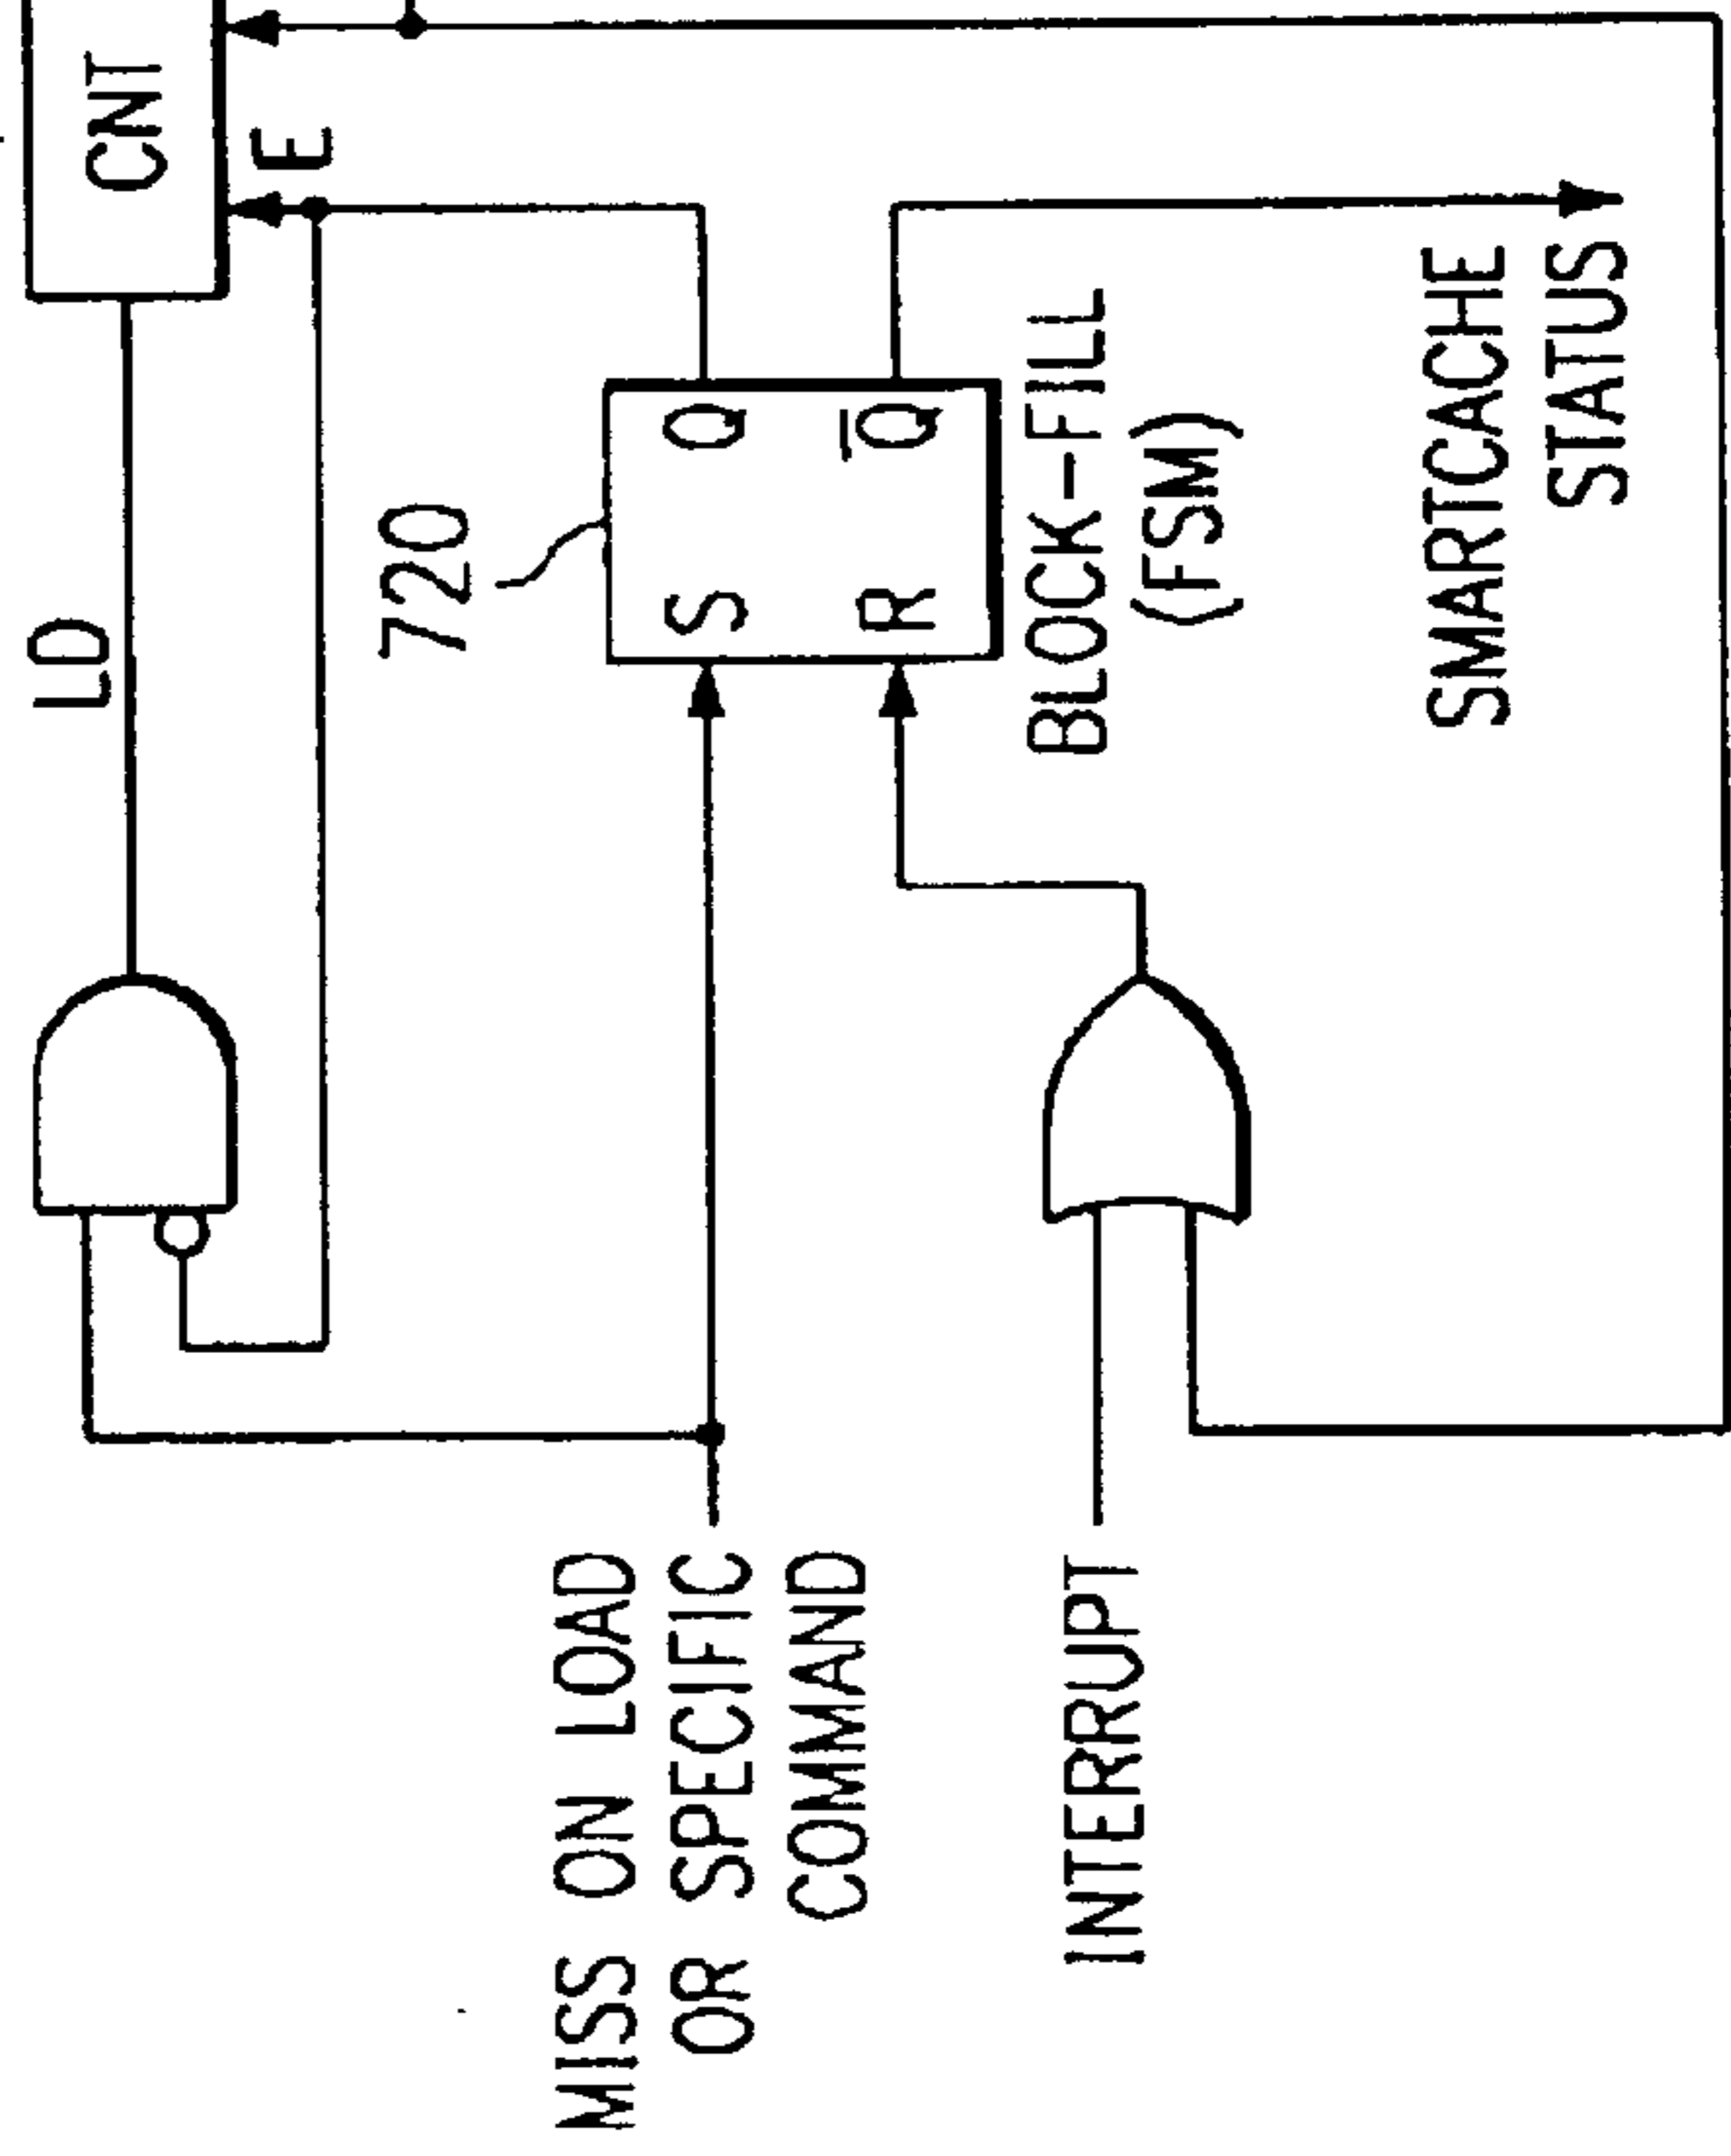 LD
CNT
E
720
S
Q
R
Q̅
BLOCK-FILL
(FSM)
SMARTCACHE
STATUS
MISS ON LOAD
OR SPECIFIC
COMMAND
INTERRUPT